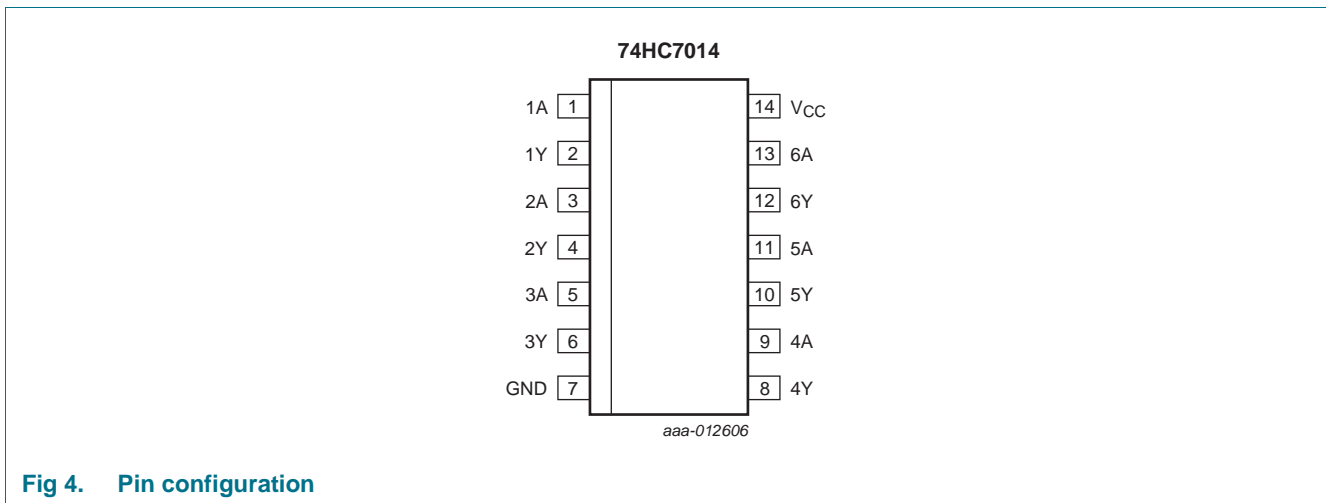 74HC7014
1A 1 14 VCC
1Y 2 13 6A
2A 3 12 6Y
2Y 4 11 5A
3A 5 10 5Y
3Y 6 9 4A
GND 7 8 4Y
aaa-012606
Fig 4. Pin configuration